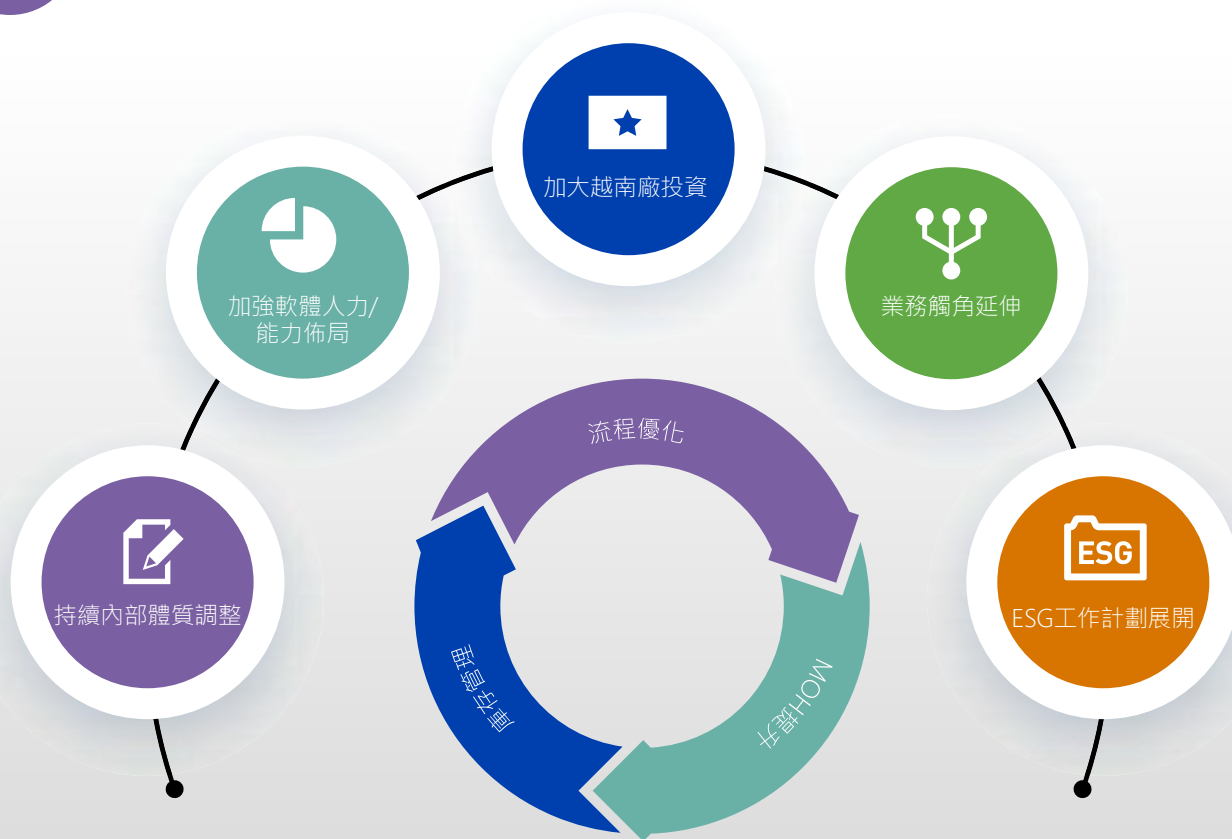 加大越南廠投資
加強軟體人力/
能力佈局
業務觸角延伸
持續內部體質調整
ESG
ESG工作計劃展開
流程優化
MOH提升
庫存管理